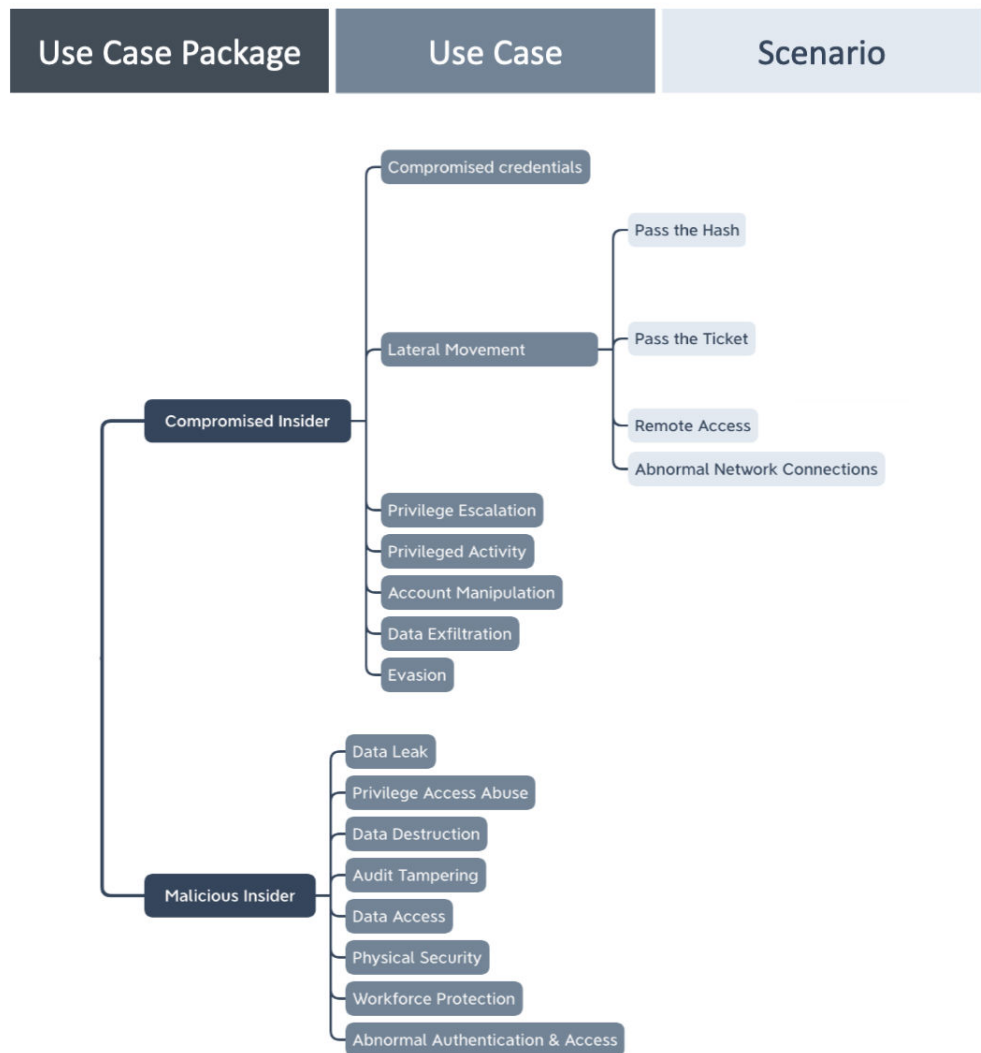 Use Case Package
Use Case
Scenario
Compromised credentials
Pass the Hash
Pass the Ticket
Lateral Movement
Compromised Insider
Remote Access
Abnormal Network Connections
Privilege Escalation
Privileged Activity
Account Manipulation
Data Exfiltration
Evasion
Data Leak
Privilege Access Abuse
Data Destruction
Audit Tampering
Malicious Insider
Data Access
Physical Security
Workforce Protection
Abnormal Authentication & Access